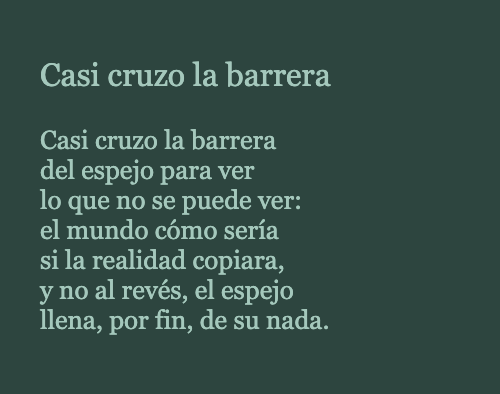 Casi cruzo la barrera
Casi cruzo la barrera
del espejo para ver
lo que no se puede ver:
el mundo cómo sería
si la realidad copiara,
y no al revés, el espejo
llena, por fin, de su nada.